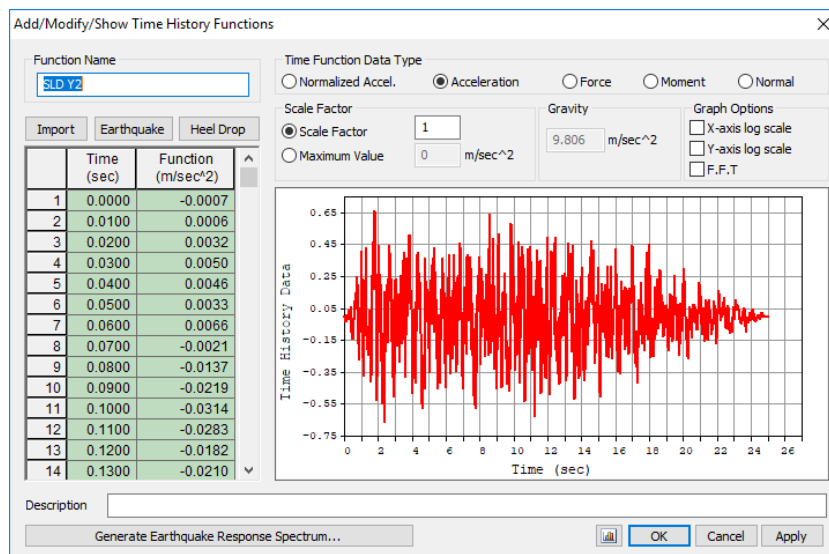 Add/Modify/Show Time History Functions
Function Name
SLD Y2
Time Function Data Type
Normalized Accel. Acceleration Force Moment Normal
Import Earthquake Heel Drop
Scale Factor
Scale Factor 1
Maximum Value 0 m/sec^2
Gravity
9.806 m/sec^2
Graph Options
X-axis log scale
Y-axis log scale
F.F.T
Time (sec) Function (m/sec^2)
1 0.0000 -0.0007
2 0.0100 0.0006
3 0.0200 0.0032
4 0.0300 0.0050
5 0.0400 0.0046
6 0.0500 0.0033
7 0.0600 0.0066
8 0.0700 -0.0021
9 0.0800 -0.0137
10 0.0900 -0.0219
11 0.1000 -0.0314
12 0.1100 -0.0283
13 0.1200 -0.0182
14 0.1300 -0.0210
Time History Data
0.65
0.45
0.25
0.05
-0.15
-0.35
-0.55
-0.75
0 2 4 6 8 10 12 14 16 18 20 22 24 26
Time (sec)
Description
Generate Earthquake Response Spectrum... OK Cancel Apply